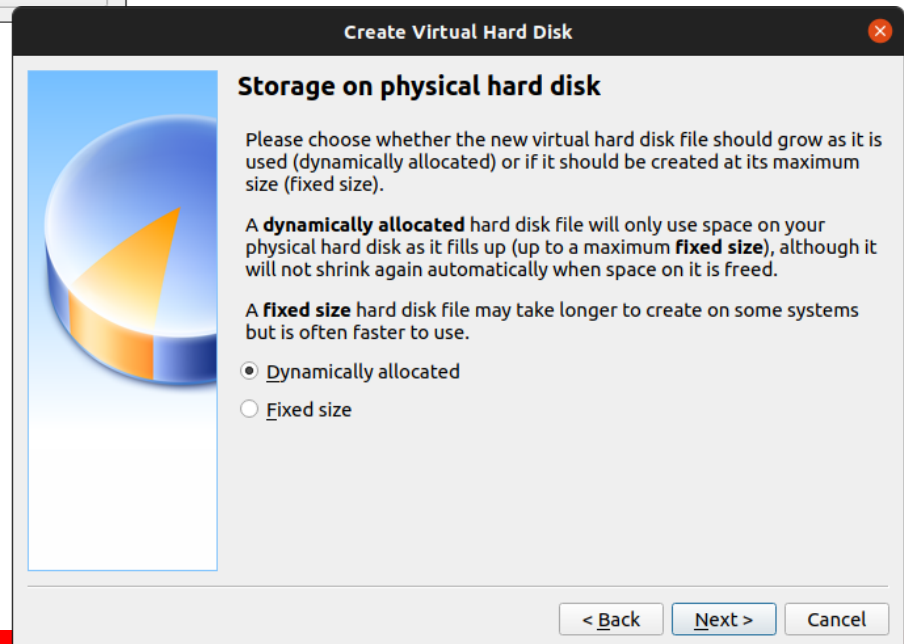 Create Virtual Hard Disk
Storage on physical hard disk
Please choose whether the new virtual hard disk file should grow as it is
used (dynamically allocated) or if it should be created at its maximum
size (fixed size).
A dynamically allocated hard disk file will only use space on your
physical hard disk as it fills up (up to a maximum fixed size), although it
will not shrink again automatically when space on it is freed.
A fixed size hard disk file may take longer to create on some systems
but is often faster to use.
Dynamically allocated
Fixed size
< Back Next > Cancel